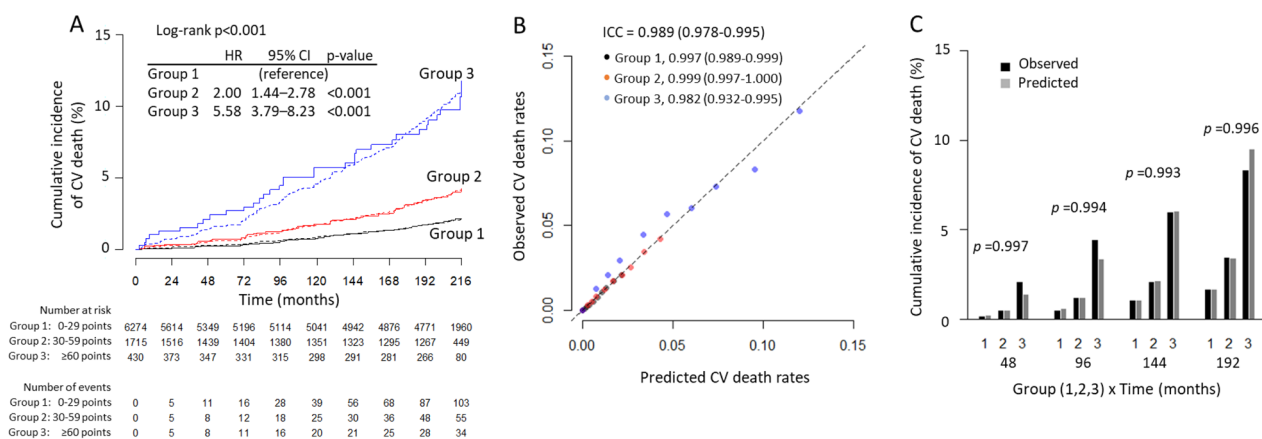 A
Log-rank p<0.001
HR 95% CI p-value
Group 1 (reference)
Group 2 2.00 1.44–2.78 <0.001
Group 3 5.58 3.79–8.23 <0.001
Group 3
Group 2
Group 1
Cumulative incidence
of CV death (%)
15
10
5
0
0 24 48 72 96 120 144 168 192 216
Time (months)
Number at risk
Group 1: 0-29 points 6274 5614 5349 5196 5114 5041 4942 4876 4771 1960
Group 2: 30-59 points 1715 1516 1439 1404 1380 1351 1323 1295 1267 449
Group 3: ≥60 points 430 373 347 331 315 298 291 281 266 80
Number of events
Group 1: 0-29 points 0 5 11 16 28 39 56 68 87 103
Group 2: 30-59 points 0 5 8 12 18 25 30 36 48 55
Group 3: ≥60 points 0 5 8 11 16 20 21 25 28 34
B
ICC = 0.989 (0.978-0.995)
Group 1, 0.997 (0.989-0.999)
Group 2, 0.999 (0.997-1.000)
Group 3, 0.982 (0.932-0.995)
Observed CV death rates
0.15
0.10
0.05
0.00
0.00 0.05 0.10 0.15
Predicted CV death rates
C
Observed
Predicted
Cumulative incidence of CV death (%)
15
10
5
0
p =0.997
p =0.994
p =0.993
p =0.996
1 2 3 1 2 3 1 2 3 1 2 3
48 96 144 192
Group (1,2,3) x Time (months)